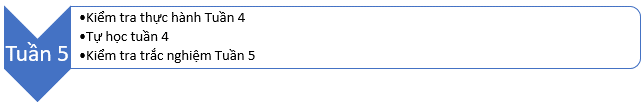 Tuần 5
•Kiểm tra thực hành Tuần 4
•Tự học tuần 4
•Kiểm tra trắc nghiệm Tuần 5